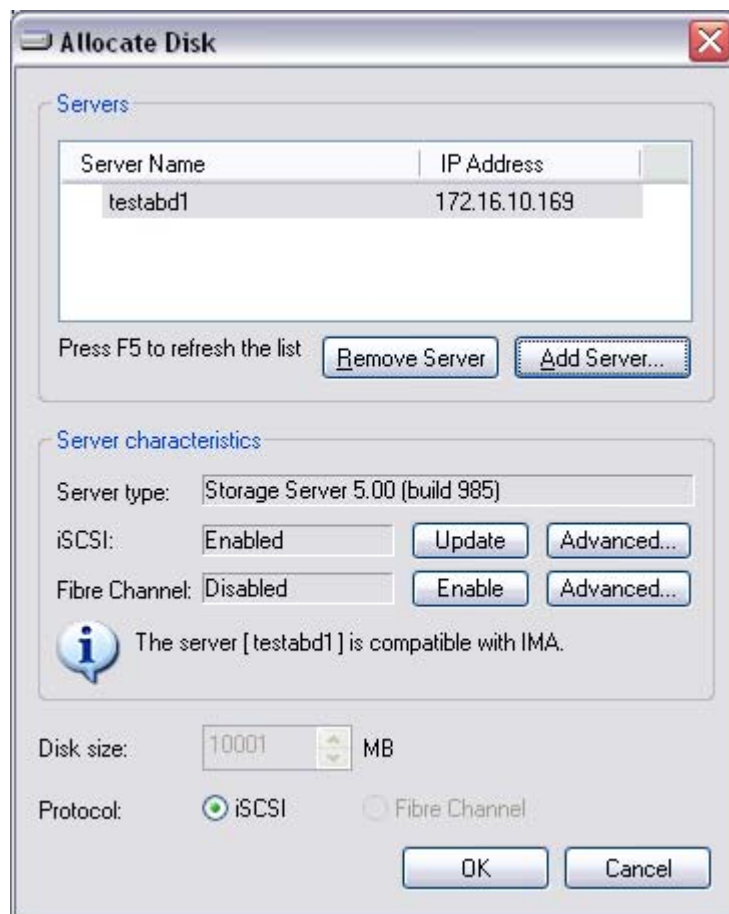 Allocate Disk
Servers
Server Name IP Address
testabd1 172.16.10.169
Press F5 to refresh the list Remove Server Add Server...
Server characteristics
Server type: Storage Server 5.00 (build 985)
iSCSI: Enabled Update Advanced...
Fibre Channel: Disabled Enable Advanced...
The server [ testabd1 ] is compatible with IMA.
Disk size: 10001 MB
Protocol: iSCSI Fibre Channel
OK Cancel